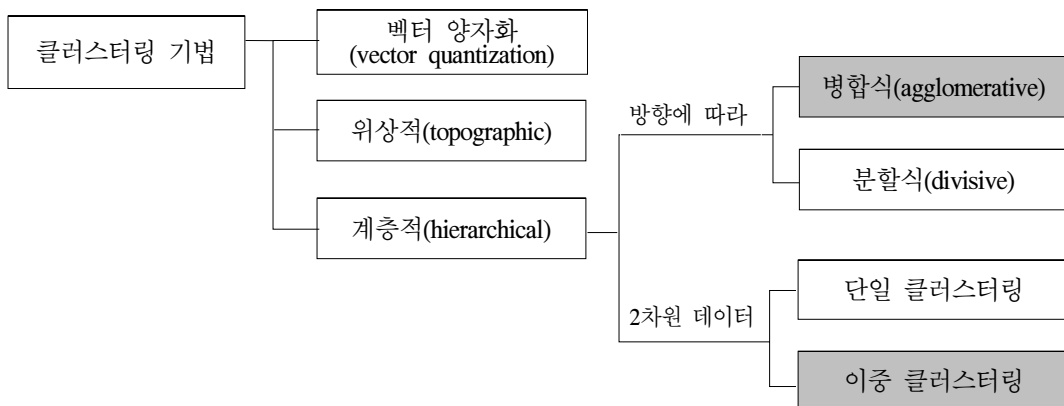 클러스터링 기법
벡터 양자화
(vector quantization)
위상적(topographic)
계층적(hierarchical)
방향에 따라
병합식(agglomerative)
분할식(divisive)
2차원 데이터
단일 클러스터링
이중 클러스터링